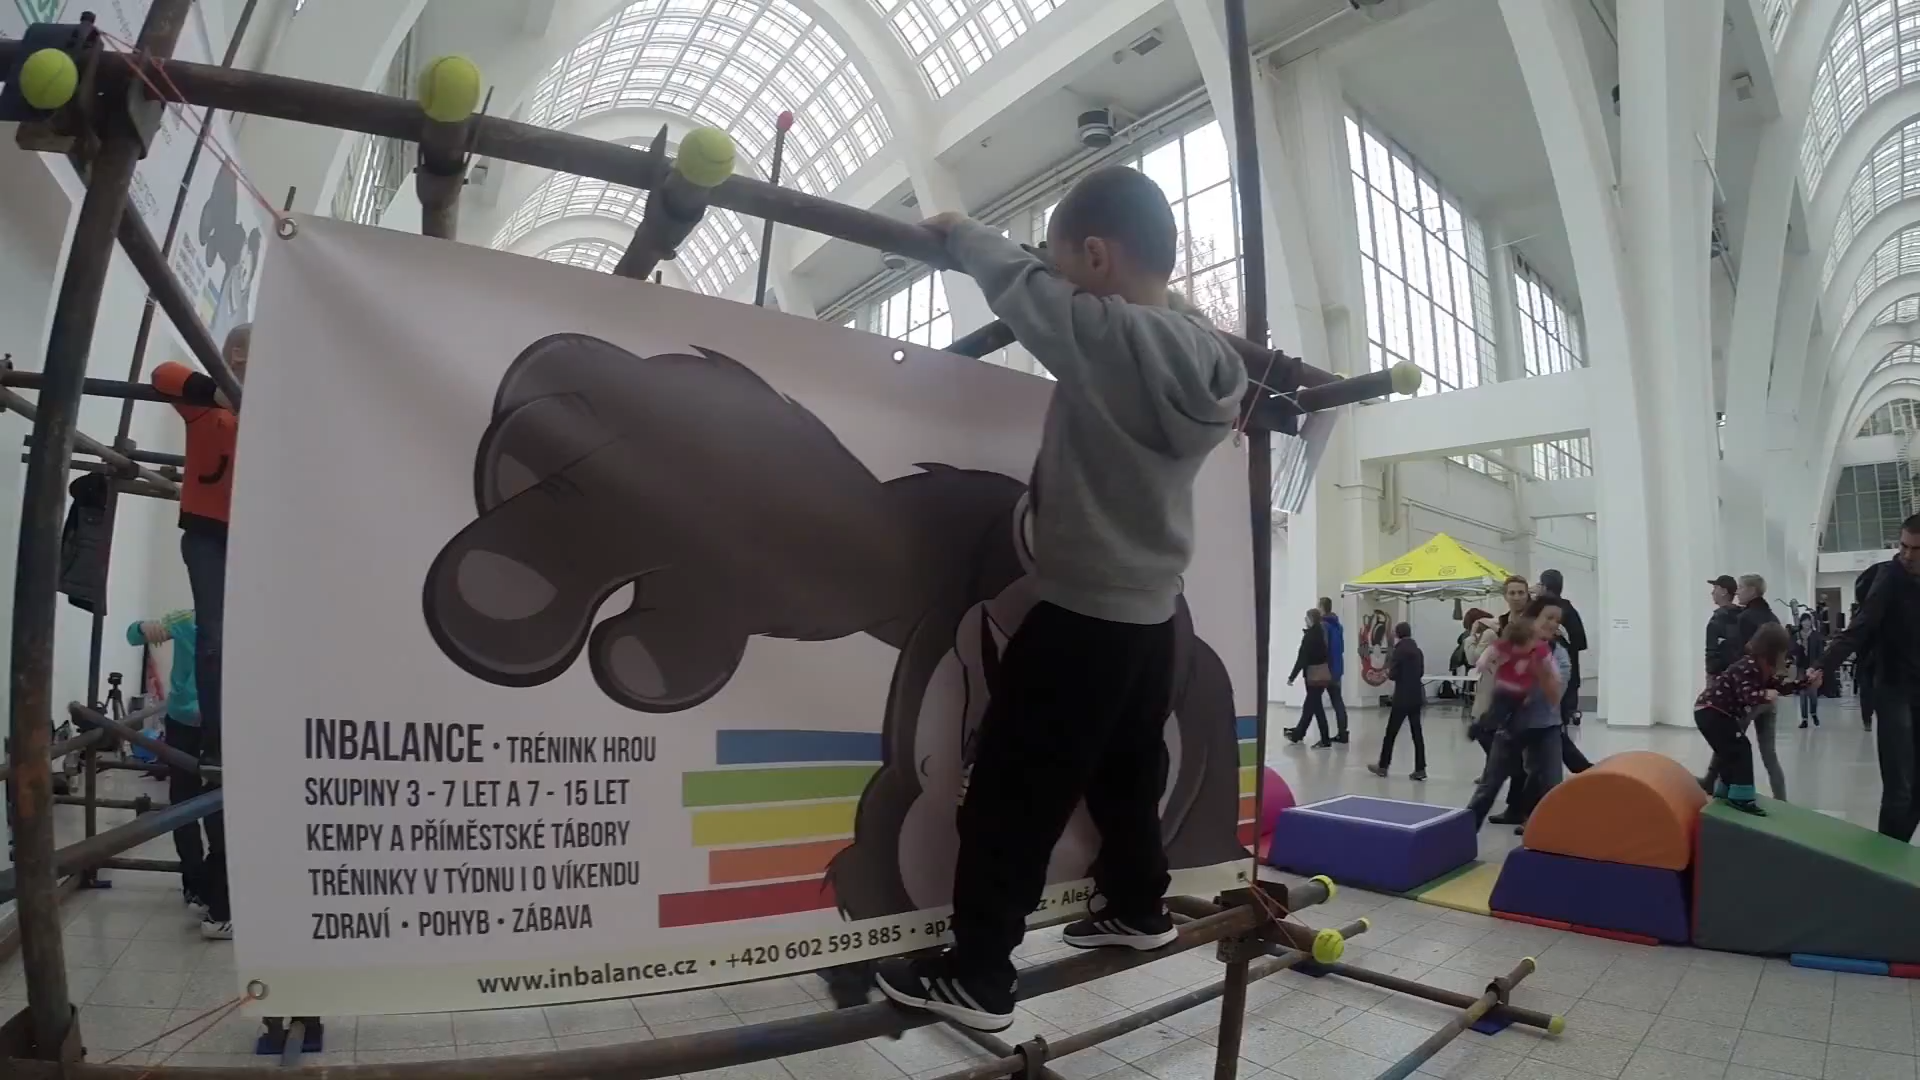 INBALANCE • TRÉNINK HROU
SKUPINY 3 - 7 LET A 7 - 15 LET
KEMPY A PŘÍMĚSTSKÉ TÁBORY
TRÉNINKY V TÝDNU I O VÍKENDU
ZDRAVÍ • POHYB • ZÁBAVA
www.inbalance.cz • +420 602 593 885 • Aleš